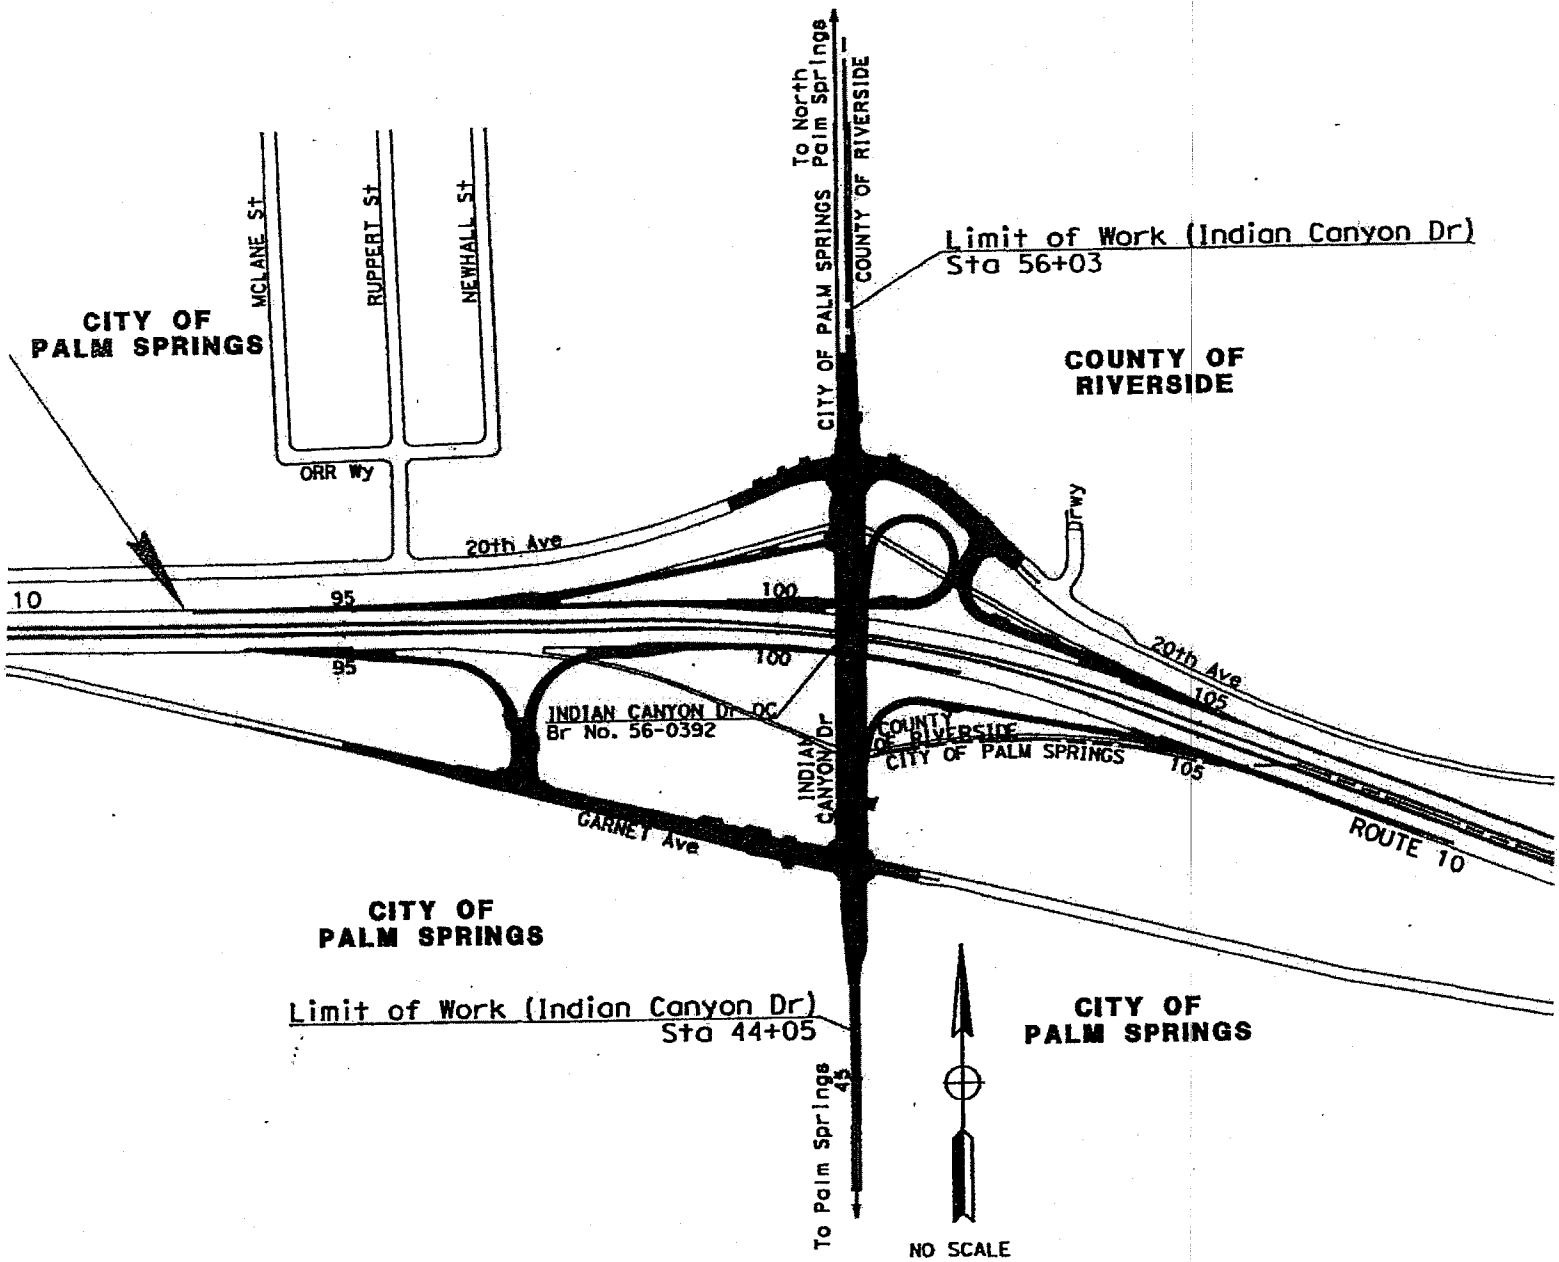 To North
Palm Springs
CITY OF PALM SPRINGS
COUNTY OF RIVERSIDE
MCLANE St
RUPPERT St
NEWHALL St
Limit of Work (Indian Canyon Dr)
Sta 56+03
CITY OF
PALM SPRINGS
COUNTY OF
RIVERSIDE
ORR Wy
Drwy
20th Ave
10
95
100
20th Ave
95
100
105
INDIAN CANYON Dr OC
Br No. 56-0392
INDIAN
CANYON Dr
COUNTY
OF RIVERSIDE
CITY OF PALM SPRINGS
105
GARNET Ave
ROUTE 10
CITY OF
PALM SPRINGS
Limit of Work (Indian Canyon Dr)
Sta 44+05
CITY OF
PALM SPRINGS
45
To Palm Springs
NO SCALE